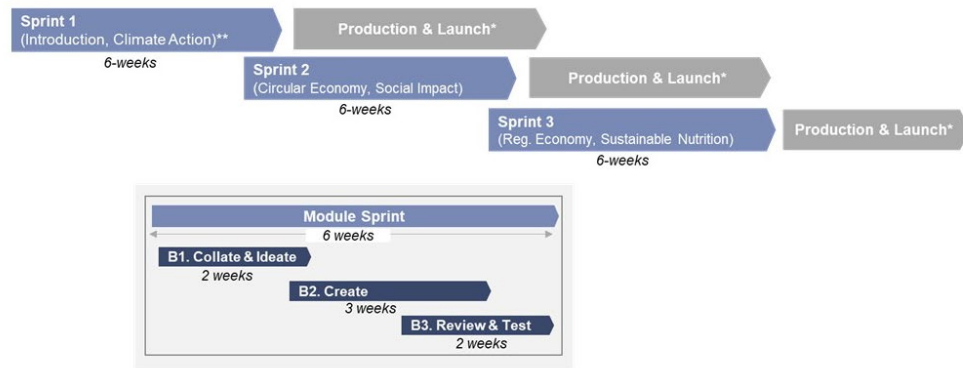 Sprint 1
(Introduction, Climate Action)**
6-weeks
Production & Launch*
Sprint 2
(Circular Economy, Social Impact)
6-weeks
Production & Launch*
Sprint 3
(Reg. Economy, Sustainable Nutrition)
6-weeks
Production & Launch*
Module Sprint
6 weeks
B1. Collate & Ideate
2 weeks
B2. Create
3 weeks
B3. Review & Test
2 weeks